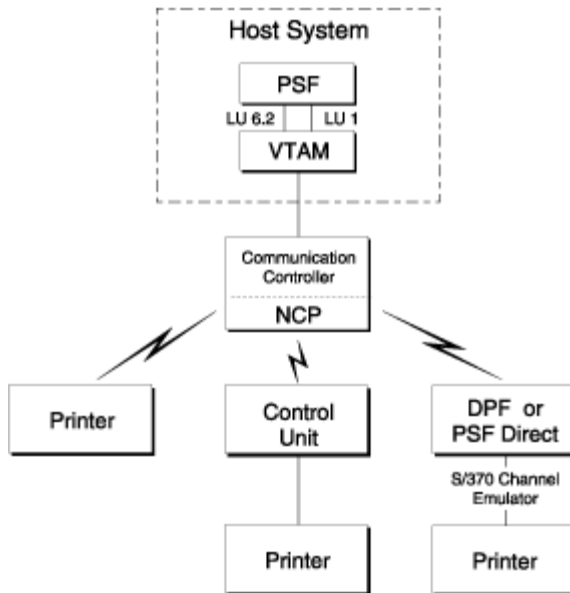 Host System
PSF
LU 6.2
LU 1
VTAM
Communication
Controller
NCP
Printer
Control
Unit
DPF or
PSF Direct
S/370 Channel
Emulator
Printer
Printer